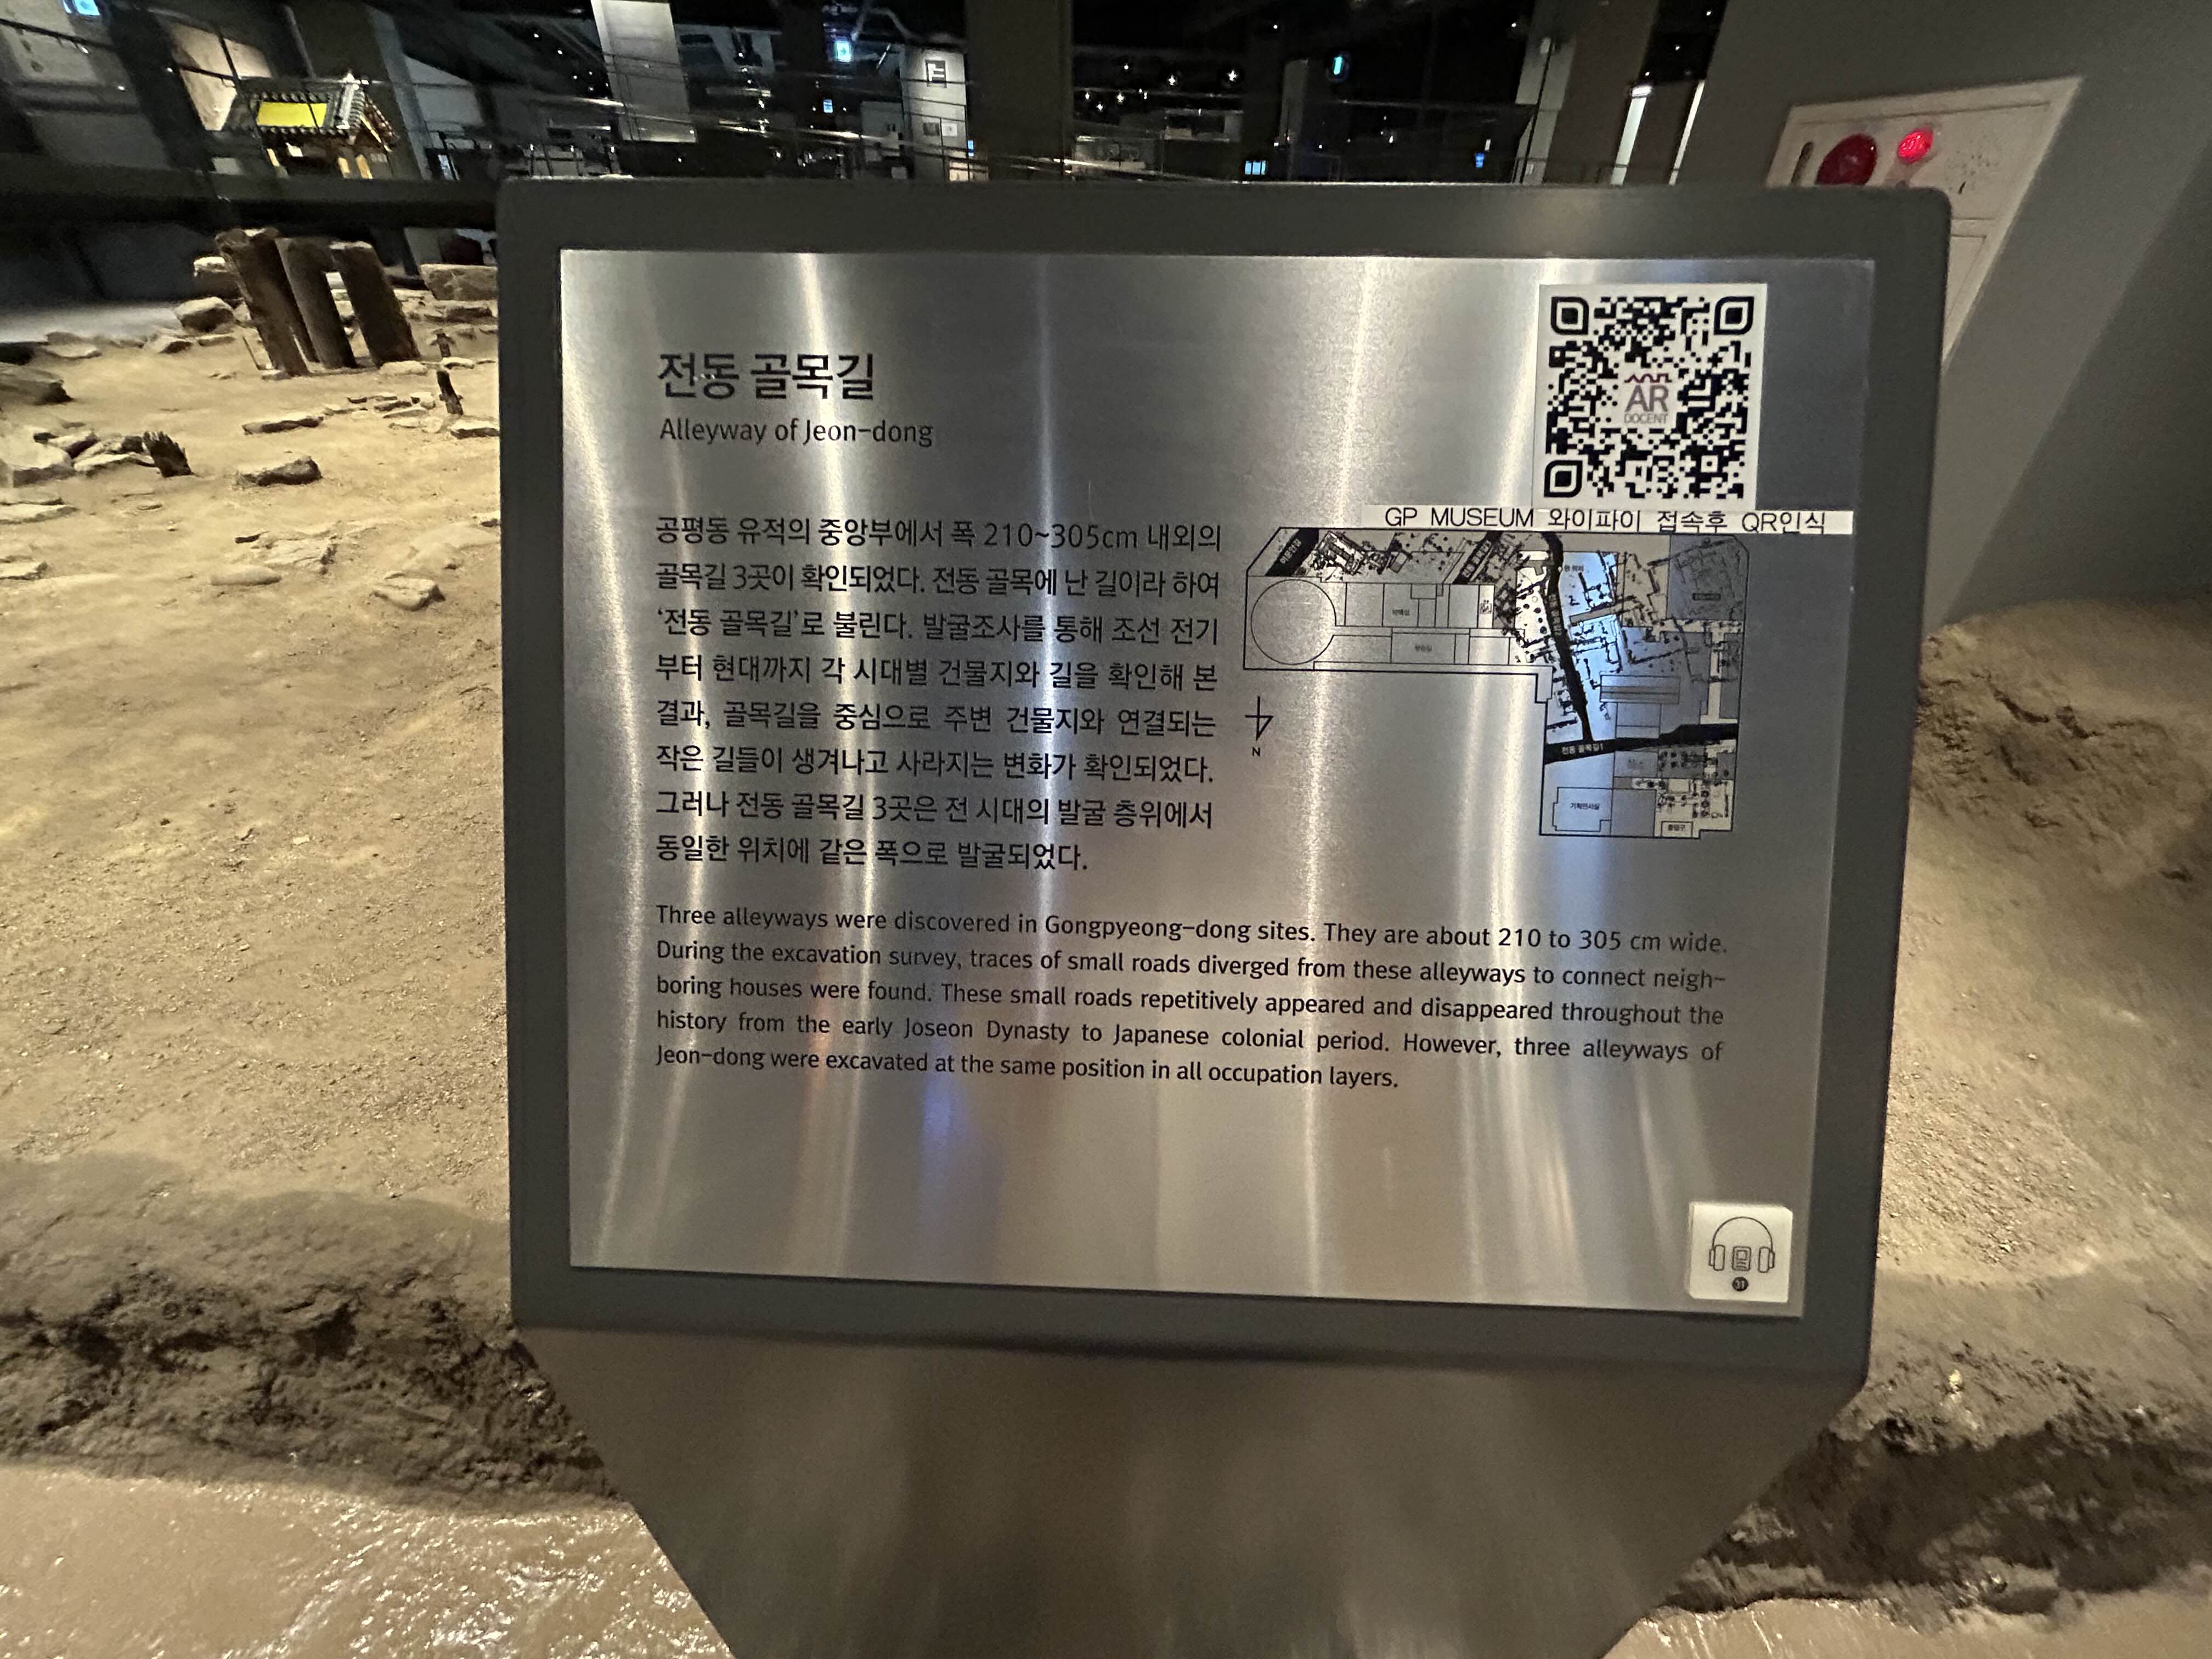 전동 골목길
Alleyway of Jeon-dong
AR
DOCENT
GP MUSEUM 와이파이 접속후 QR인식
공평동 유적의 중앙부에서 폭 210~305cm 내외의
골목길 3곳이 확인되었다. 전동 골목에 난 길이라 하여
‘전동 골목길’로 불린다. 발굴조사를 통해 조선 전기
부터 현대까지 각 시대별 건물지와 길을 확인해 본
결과, 골목길을 중심으로 주변 건물지와 연결되는
작은 길들이 생겨나고 사라지는 변화가 확인되었다.
그러나 전동 골목길 3곳은 전 시대의 발굴 층위에서
동일한 위치에 같은 폭으로 발굴되었다.
N
전동 골목길1
기획전시실
Three alleyways were discovered in Gongpyeong-dong sites. They are about 210 to 305 cm wide.
During the excavation survey, traces of small roads diverged from these alleyways to connect neigh-
boring houses were found. These small roads repetitively appeared and disappeared throughout the
history from the early Joseon Dynasty to Japanese colonial period. However, three alleyways of
Jeon-dong were excavated at the same position in all occupation layers.
31